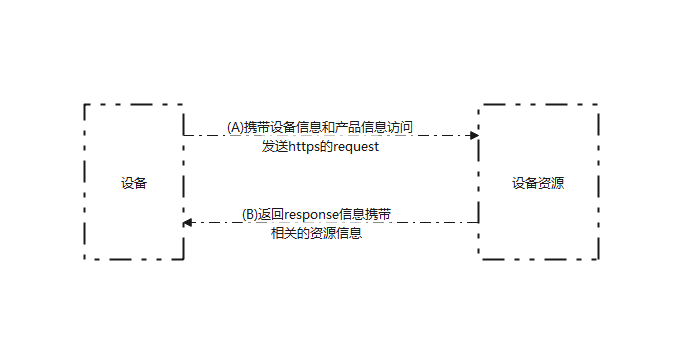 (A)携带设备信息和产品信息访问
发送https的request
设备
设备资源
(B)返回response信息携带
相关的资源信息